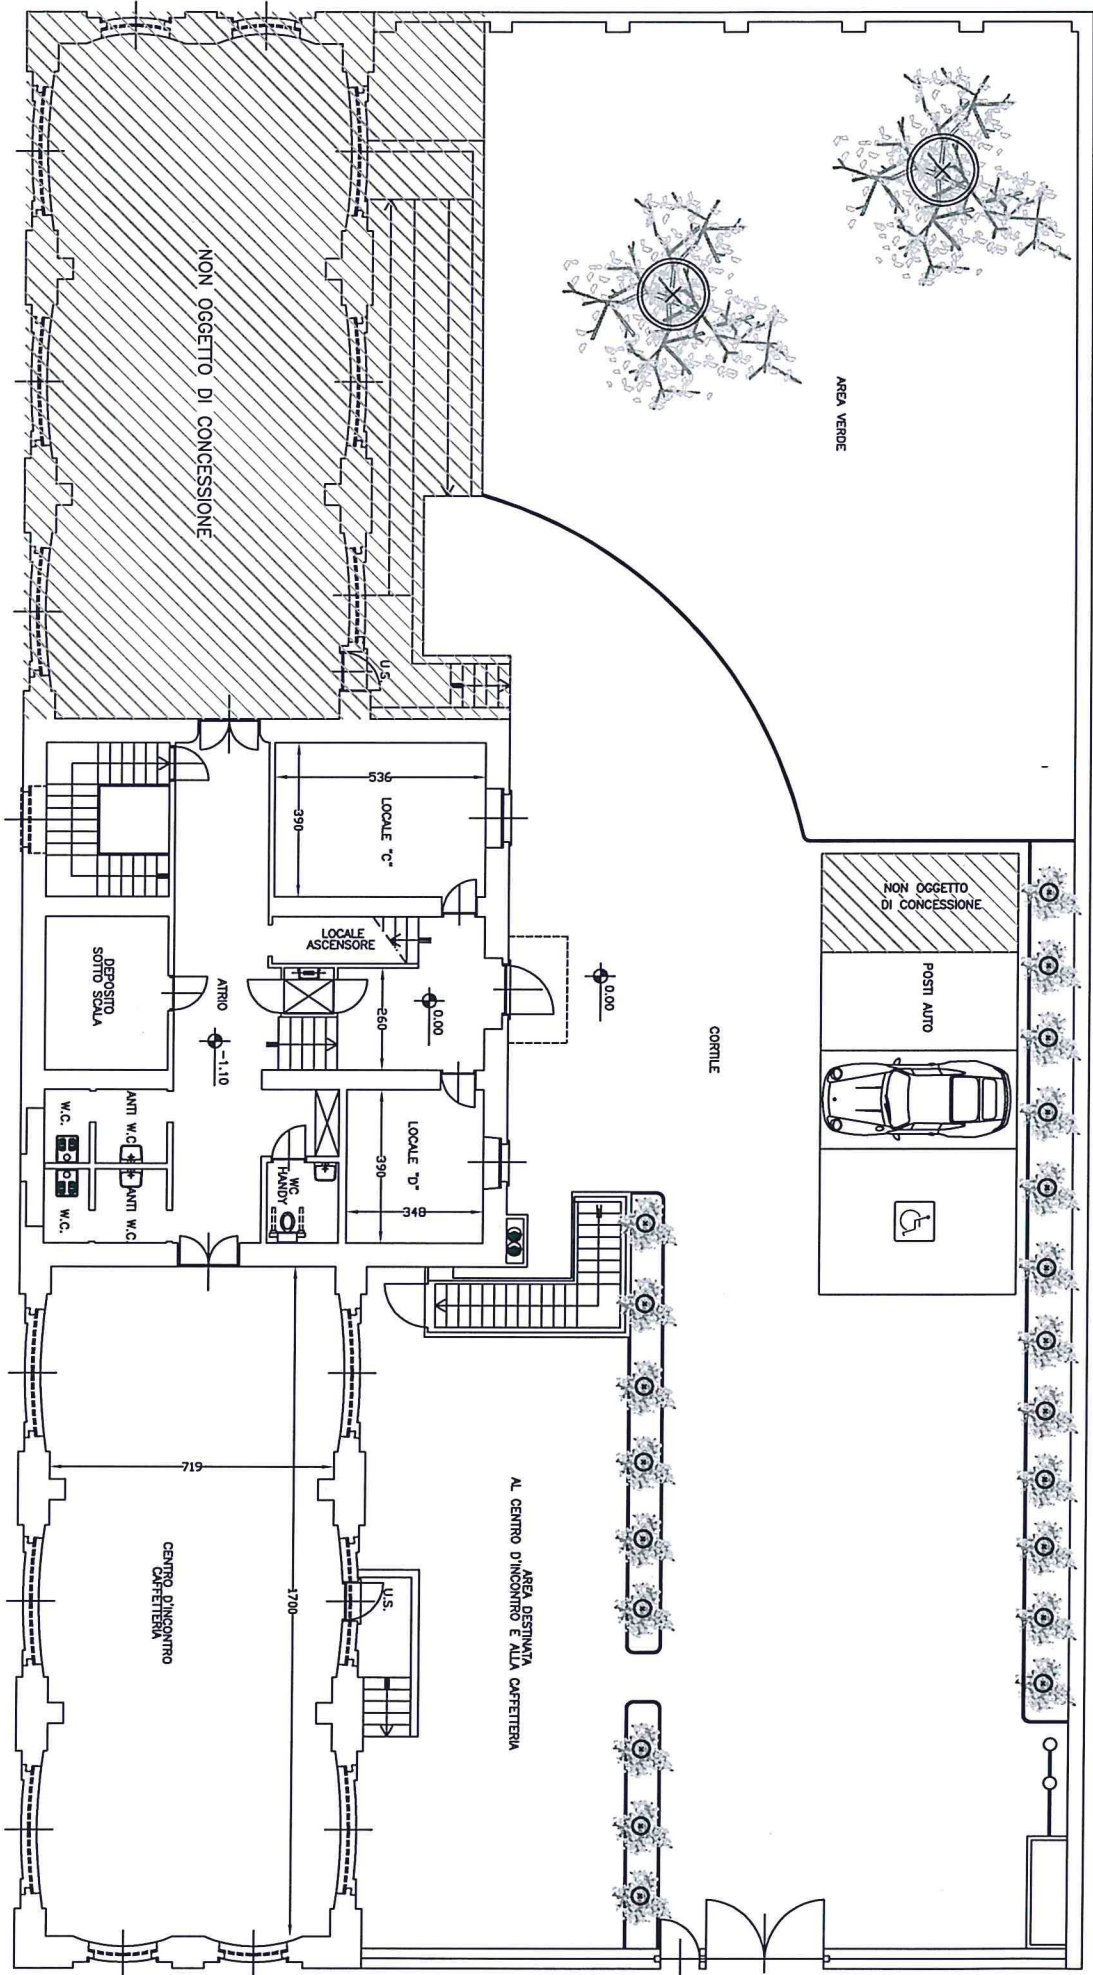 AREA VERDE
NON OGGETTO DI CONCESSIONE
U.S.
NON OGGETTO
DI CONCESSIONE
POSTI AUTO
CORTILE
0.00
536
390
LOCALE "C"
LOCALE
ASCENSORE
0.00
260
ATRIO
-1.10
DEPOSITO
SOTTO SCALA
LOCALE "D"
390
348
WC
HANDY
ANTI W.C.
W.C.
ANTI W.C.
W.C.
719
1700
U.S.
CENTRO D'INCONTRO
CAFFETTERIA
AREA DESTINATA
AL CENTRO D'INCONTRO E ALLA CAFFETTERIA